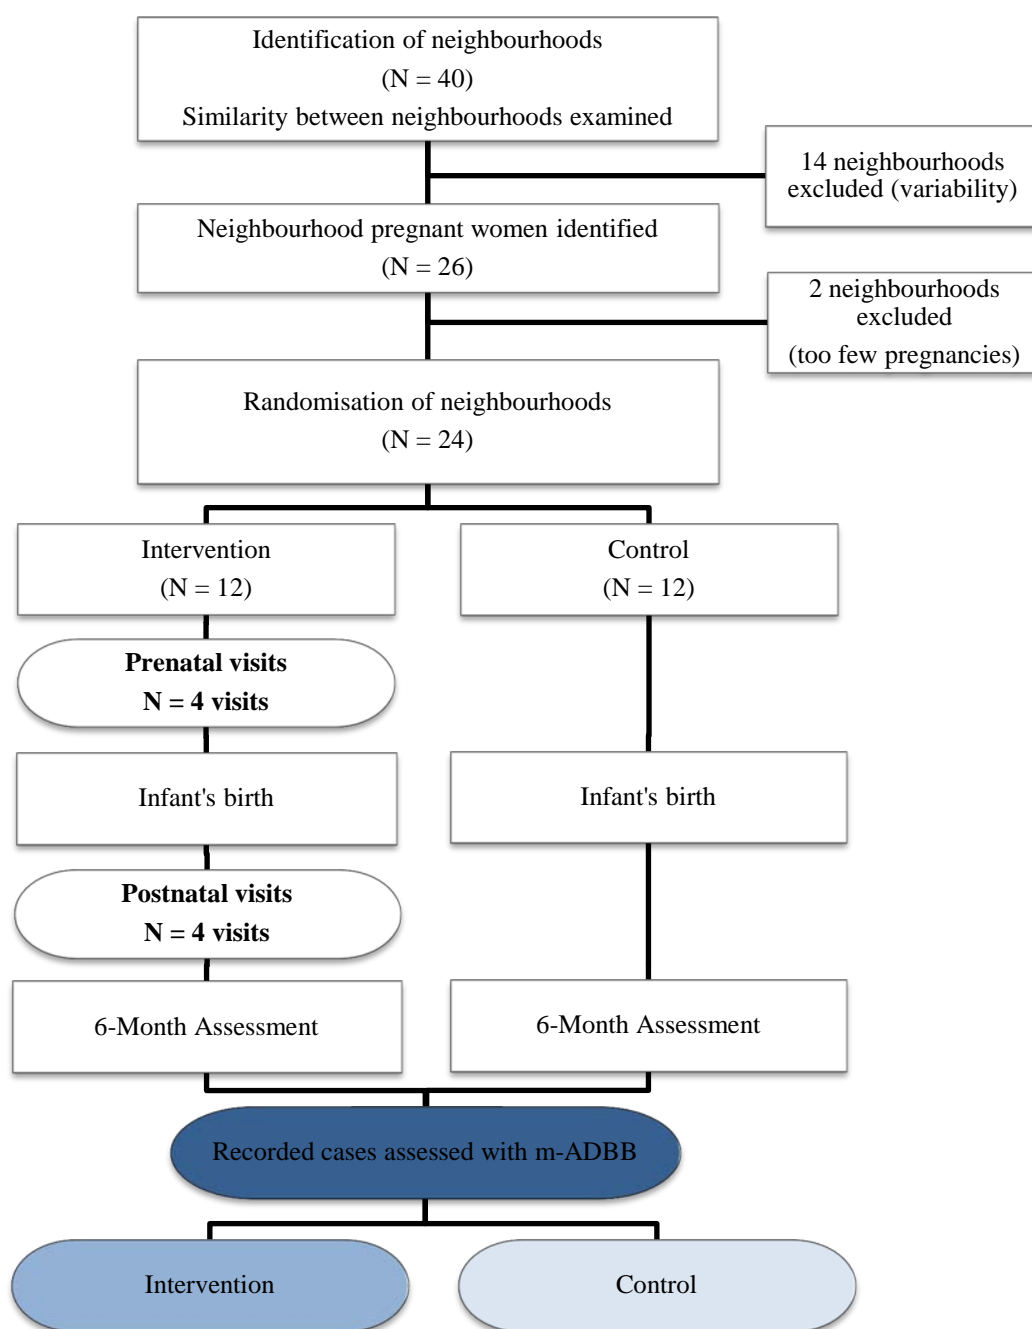 Identification of neighbourhoods
(N = 40)
Similarity between neighbourhoods examined
14 neighbourhoods
excluded (variability)
Neighbourhood pregnant women identified
(N = 26)
2 neighbourhoods
excluded
(too few pregnancies)
Randomisation of neighbourhoods
(N = 24)
Intervention
(N = 12)
Control
(N = 12)
Prenatal visits
N = 4 visits
Infant's birth
Infant's birth
Postnatal visits
N = 4 visits
6-Month Assessment
6-Month Assessment
Recorded cases assessed with m-ADBB
Intervention
Control